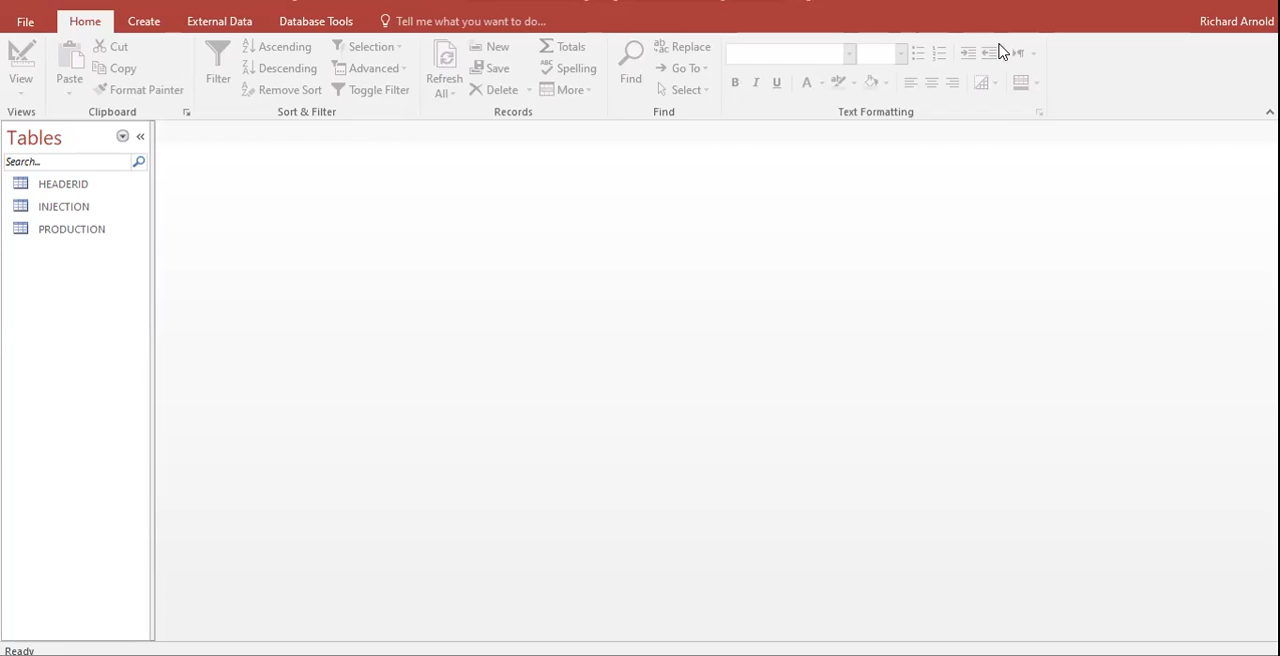 File Home Create External Data Database Tools Tell me what you want to do... Richard Arnold
Cut Ascending Selection New Totals Replace
Copy Descending Advanced Save Spelling Go To
View Paste Format Painter Filter Remove Sort Toggle Filter Refresh All Delete More Find Select B I U A
Views Clipboard Sort & Filter Records Find Text Formatting
Tables
Search...
HEADERID
INJECTION
PRODUCTION
Ready